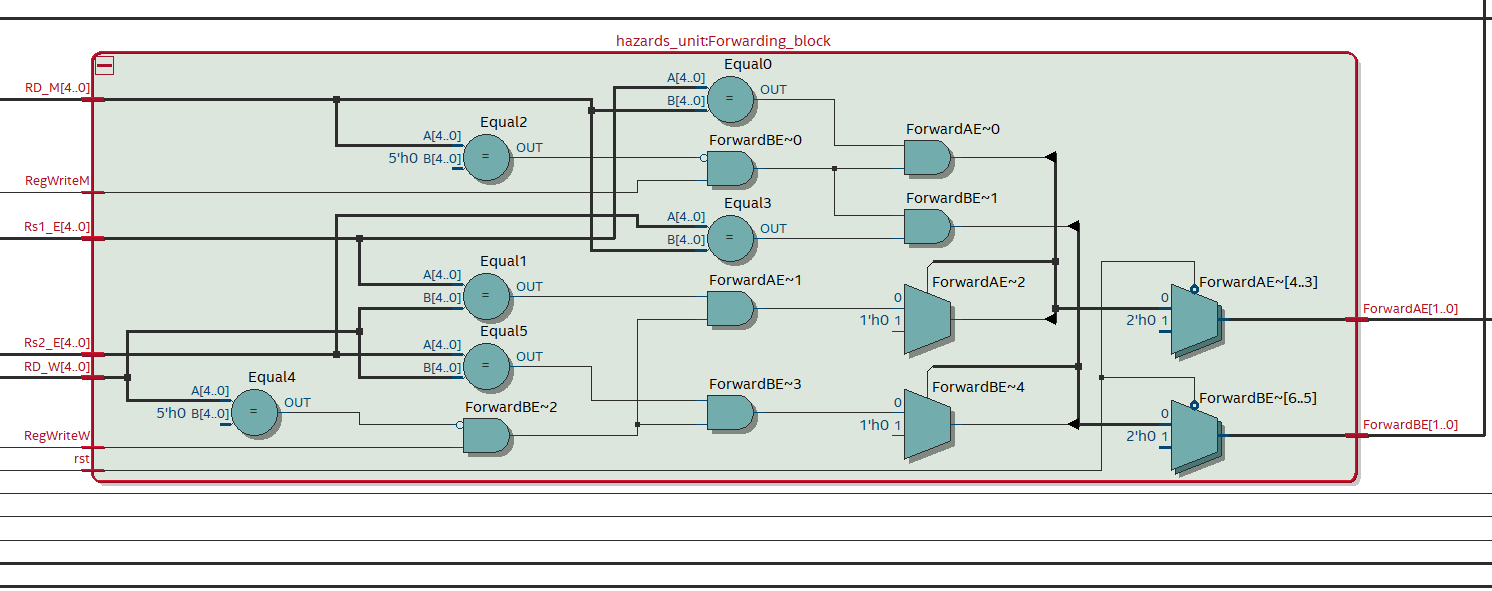 hazards_unit:Forwarding_block
Equal0
A[4..0]
B[4..0]
=
OUT
RD_M[4..0]
Equal2
A[4..0]
5'h0 B[4..0]
=
OUT
ForwardBE~0
ForwardAE~0
RegWriteM
Equal3
A[4..0]
B[4..0]
=
OUT
ForwardBE~1
Rs1_E[4..0]
Equal1
A[4..0]
B[4..0]
=
OUT
ForwardAE~1
ForwardAE~2
0
1'h0 1
ForwardAE~[4..3]
0
2'h0 1
ForwardAE[1..0]
Equal5
A[4..0]
B[4..0]
=
OUT
Rs2_E[4..0]
RD_W[4..0]
Equal4
A[4..0]
5'h0 B[4..0]
=
OUT
ForwardBE~2
ForwardBE~3
ForwardBE~4
0
1'h0 1
ForwardBE~[6..5]
0
2'h0 1
ForwardBE[1..0]
RegWriteW
rst